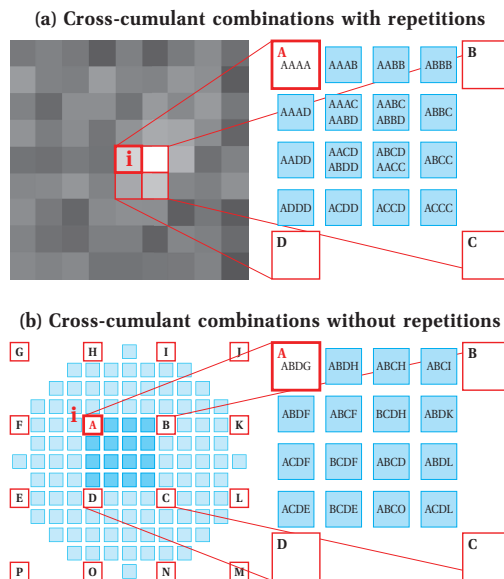 (a) Cross-cumulant combinations with repetitions
A B
AAAA AAAB AABB ABBB
i
AAAD AAAC AABD AABC ABBD ABBC
AADD AACD ABDD ABCD AACC ABCC
ADDD ACDD ACCD ACCC
D C
(b) Cross-cumulant combinations without repetitions
G H I J
A B
ABDG ABDH ABCH ABCI
i
F A B K
ABDF ABCF BCDH ABDK
ACDF BCDF ABCD ABDL
E D C L
ACDE BCDE ABCO ACDL
D C
P O N M